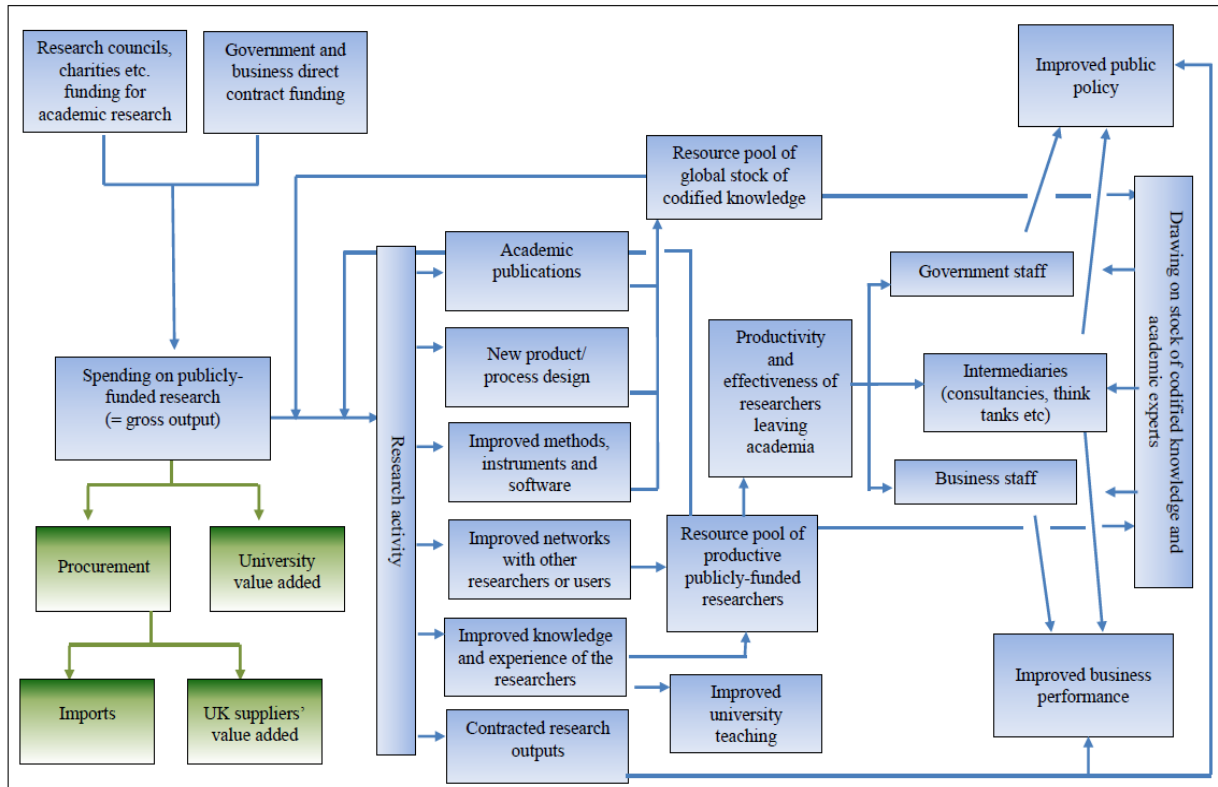 Research councils,
charities etc.
funding for
academic research
Government and
business direct
contract funding
Improved public
policy
Resource pool of
global stock of
codified knowledge
Academic
publications
Government staff
Drawing on stock of codified knowledge and
academic experts
New product/
process design
Productivity and
effectiveness of
researchers
leaving
academia
Spending on publicly-
funded research
(= gross output)
Intermediaries
(consultancies, think
tanks etc)
Research activity
Improved methods,
instruments and
software
Business staff
Procurement
University
value added
Improved networks
with other
researchers or users
Resource pool of
productive
publicly-funded
researchers
Improved knowledge
and experience of the
researchers
Imports
UK suppliers’
value added
Improved
university
teaching
Improved business
performance
Contracted research
outputs